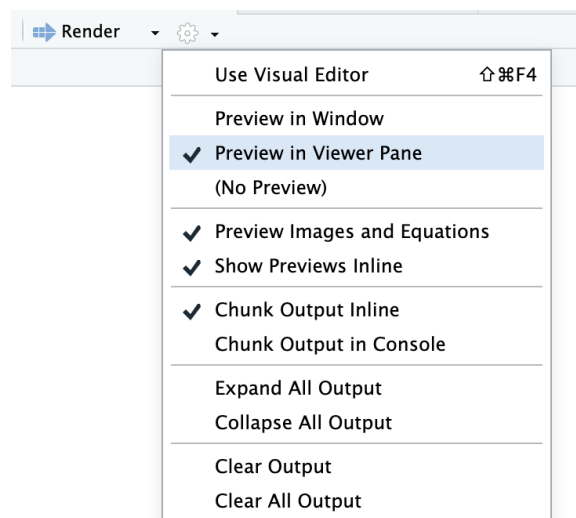 Render
Use Visual Editor ⇧⌘F4
Preview in Window
Preview in Viewer Pane
(No Preview)
Preview Images and Equations
Show Previews Inline
Chunk Output Inline
Chunk Output in Console
Expand All Output
Collapse All Output
Clear Output
Clear All Output